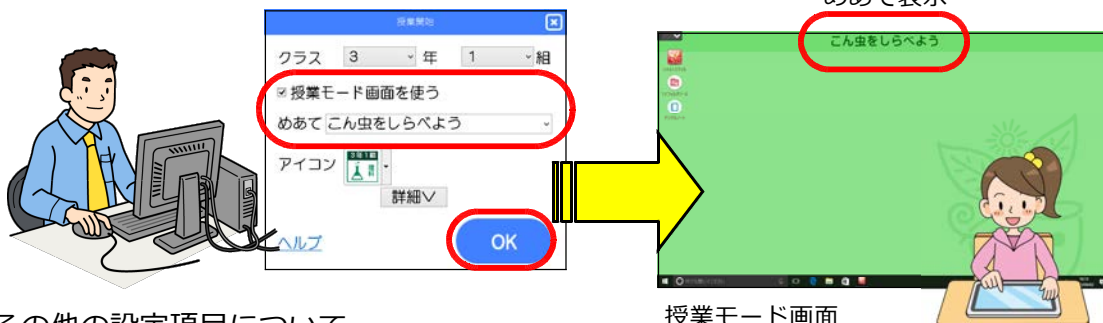 めあて表示
授業開始
クラス 3 年 1 組
授業モード画面を使う
めあて こん虫をしらべよう
アイコン
詳細∨
ヘルプ
OK
こん虫をしらべよう
授業モード画面
その他の設定項目について